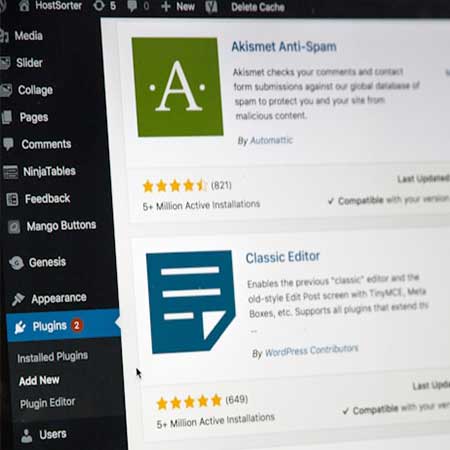 HostSorter 5 0 + New Delete Cache
Media
Slider
Collage
Pages
Comments
NinjaTables
Feedback
Mango Buttons
Genesis
Appearance
Plugins 2
Installed Plugins
Add New
Plugin Editor
Users
·A·
Akismet Anti-Spam
Akismet checks your comments and contact
form submissions against our global database of
spam to protect you and your site from
malicious content.
By Automattic
(821)
Last Updated
5+ Million Active Installations
✓ Compatible with your version
Classic Editor
Enables the previous "classic" editor and the
old-style Edit Post screen with TinyMCE, Meta
Boxes, etc. Supports all plugins that extend thi
...
By WordPress Contributors
(649)
Last Upda
5+ Million Active Installations
✓ Compatible with your